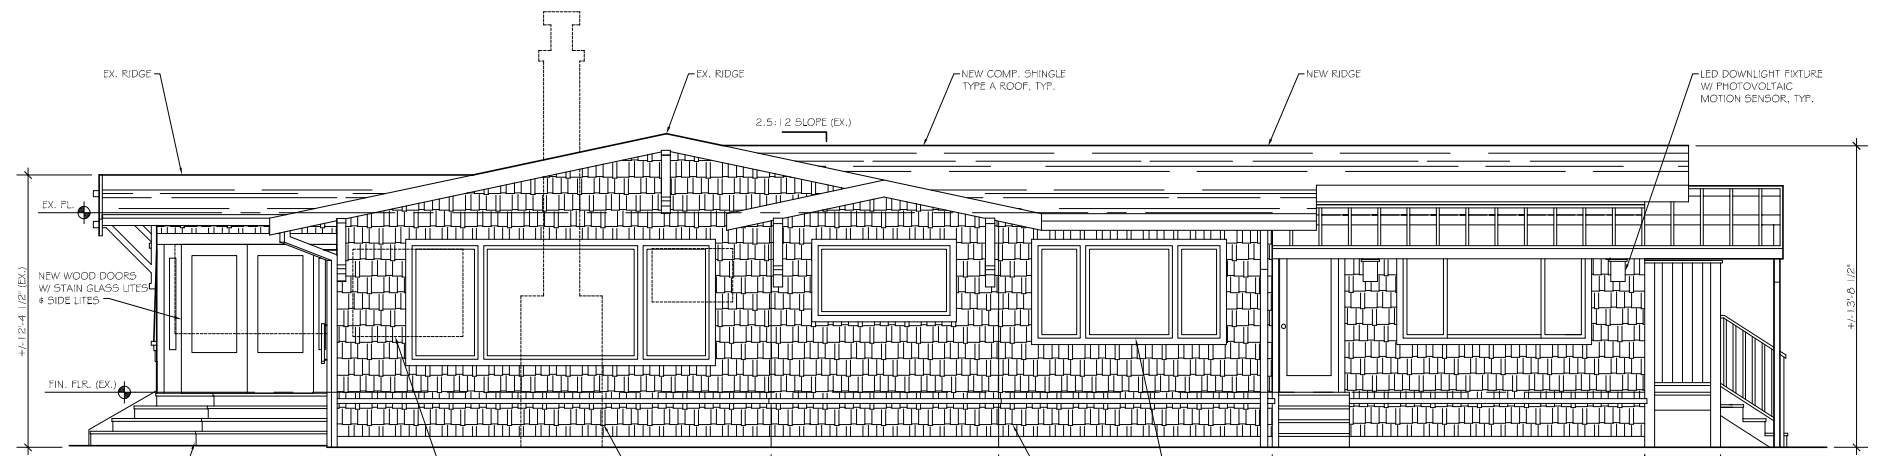 EX. RIDGE
EX. RIDGE
NEW COMP. SHINGLE
TYPE A ROOF, TYP.
NEW RIDGE
LED DOWNLIGHT FIXTURE
W/ PHOTOVOLTAIC
MOTION SENSOR, TYP.
2.5:12 SLOPE (EX.)
EX. PL.
NEW WOOD DOORS
W/ STAIN GLASS LITES
& SIDE LITES
+/- 12'-4 1/2" (EX.)
+/- 13'-8 1/2"
FIN. FLR. (EX.)